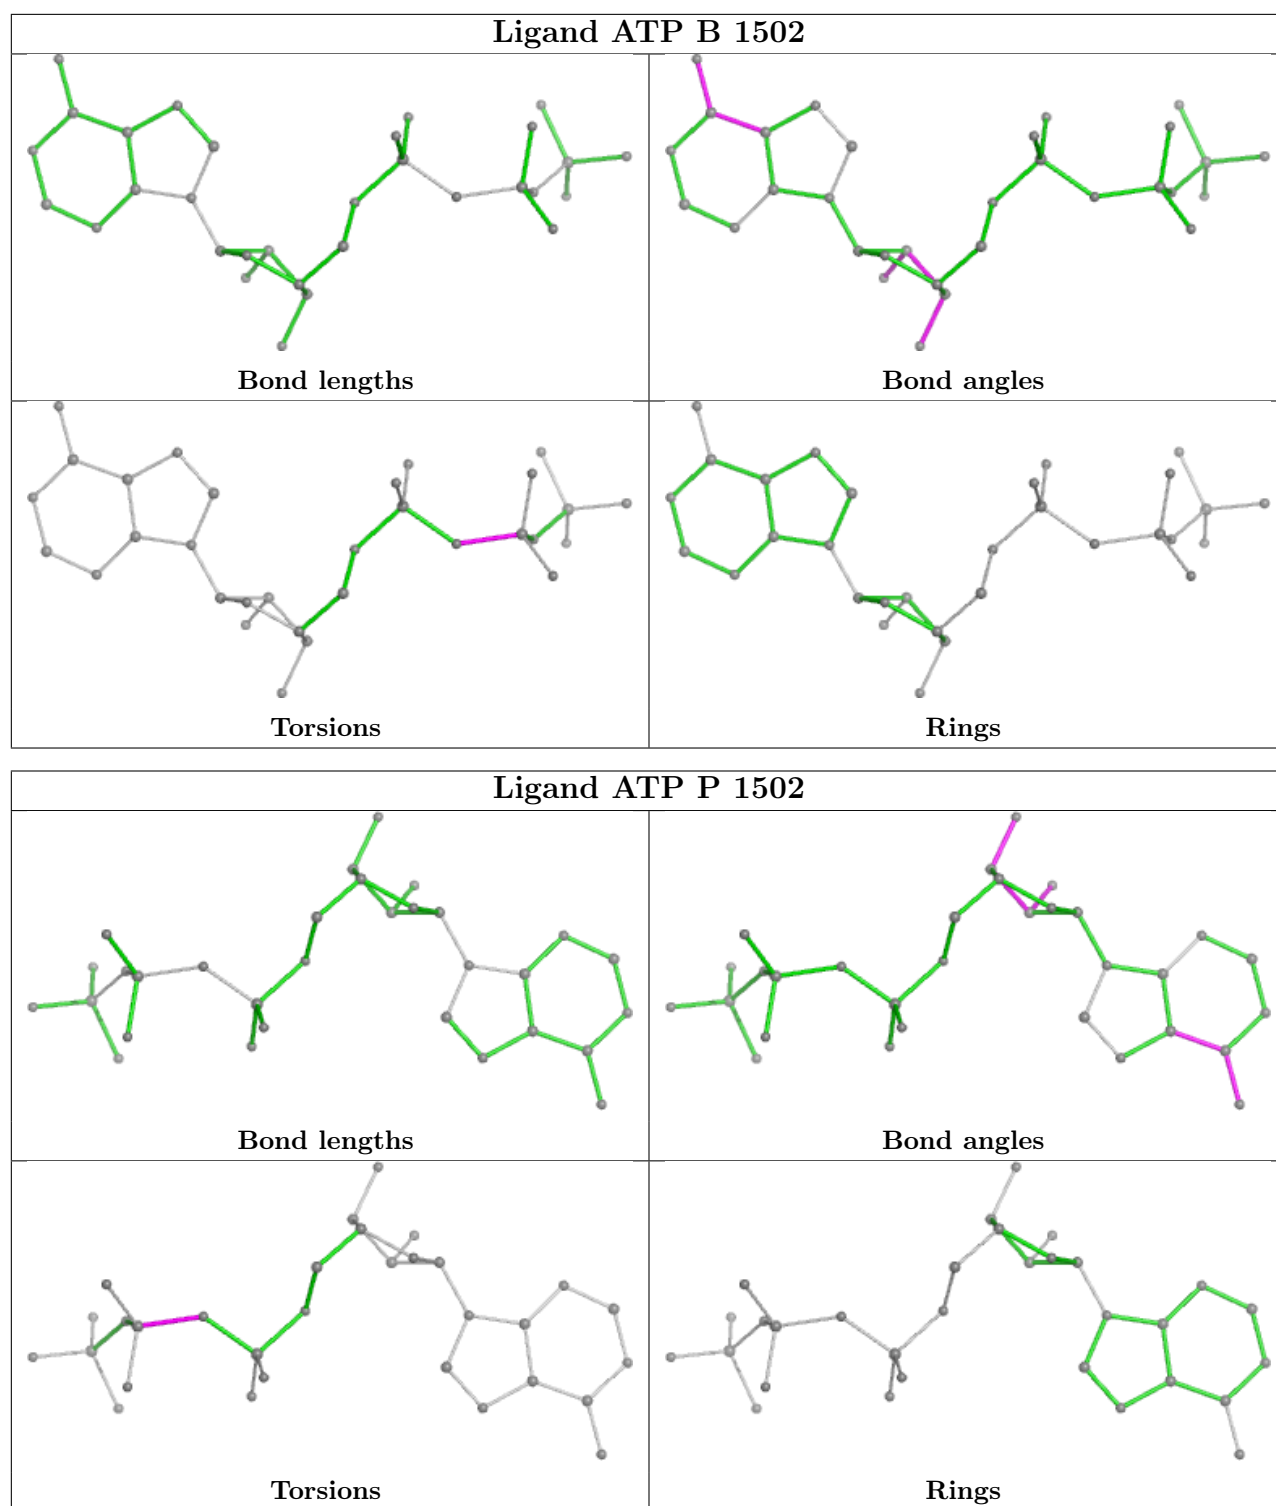 Ligand ATP B 1502
Bond lengths
Bond angles
Torsions
Rings
Ligand ATP P 1502
Bond lengths
Bond angles
Torsions
Rings